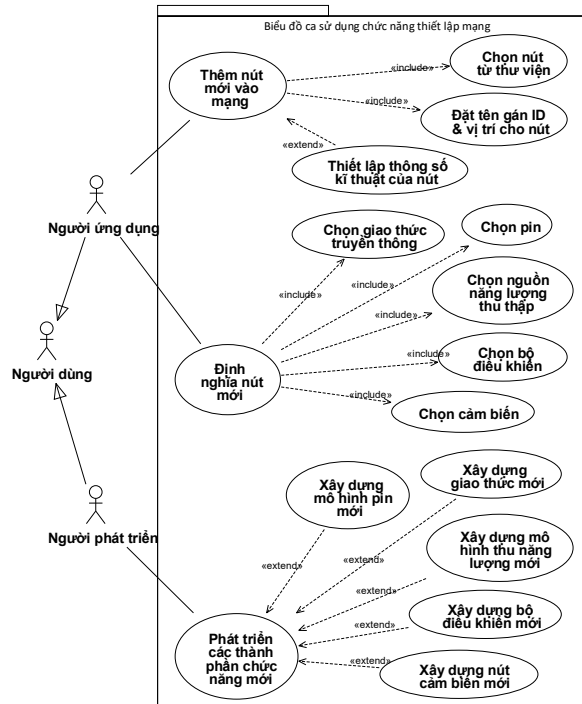 Biểu đồ ca sử dụng chức năng thiết lập mạng
Thêm nút
mới vào
mạng
«include»
Chọn nút
từ thư viện
«include»
Đặt tên gán ID
& vị trí cho nút
«extend»
Thiết lập thông số
kĩ thuật của nút
Người ứng dụng
Chọn giao thức
truyền thông
Chọn pin
«include»
«include»
Chọn nguồn
năng lượng
thu thập
«include»
Người dùng
Định
nghĩa nút
mới
«include»
Chọn bộ
điều khiển
«include»
Chọn cảm biến
Người phát triển
Xây dựng
mô hình pin
mới
Xây dựng
giao thức mới
«extend»
«extend»
Xây dựng mô
hình thu năng
lượng mới
«extend»
Phát triển
các thành
phần chức
năng mới
«extend»
Xây dựng bộ
điều khiển mới
«extend»
Xây dựng nút
cảm biến mới